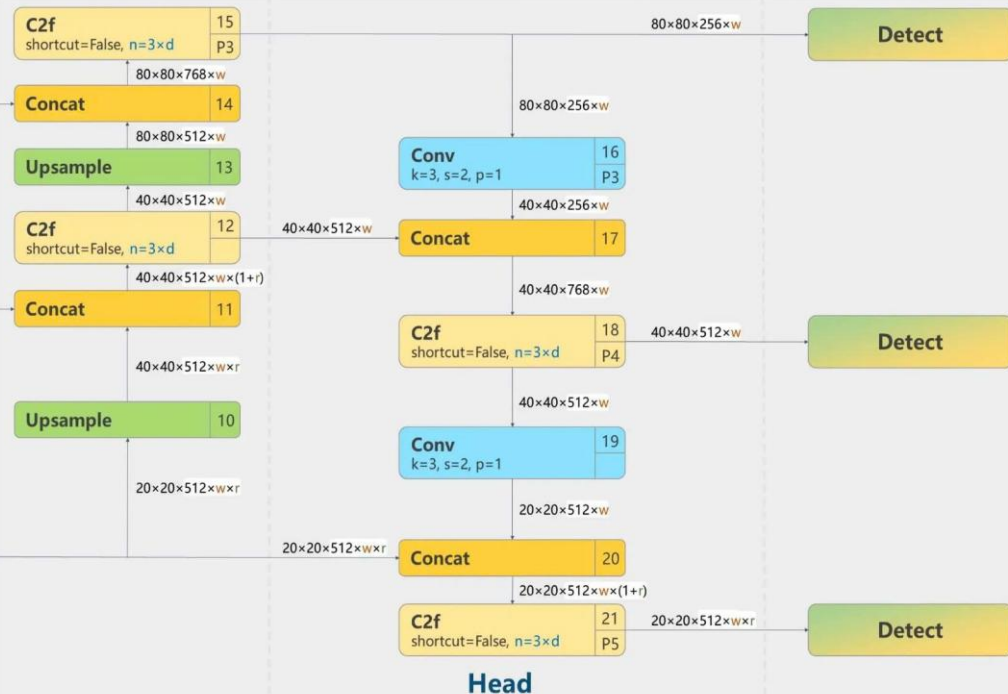 C2f
shortcut=False, n=3×d
15
P3
80×80×256×w
Detect
80×80×768×w
Concat
14
80×80×256×w
80×80×512×w
Upsample
13
Conv
k=3, s=2, p=1
16
P3
40×40×512×w
40×40×256×w
C2f
shortcut=False, n=3×d
12
40×40×512×w
Concat
17
40×40×512×w×(1+r)
Concat
11
40×40×768×w
C2f
shortcut=False, n=3×d
18
P4
40×40×512×w
Detect
40×40×512×w×r
40×40×512×w
Upsample
10
Conv
k=3, s=2, p=1
19
20×20×512×w×r
20×20×512×w
20×20×512×w×r
Concat
20
20×20×512×w×(1+r)
C2f
shortcut=False, n=3×d
21
P5
20×20×512×w×r
Detect
Head